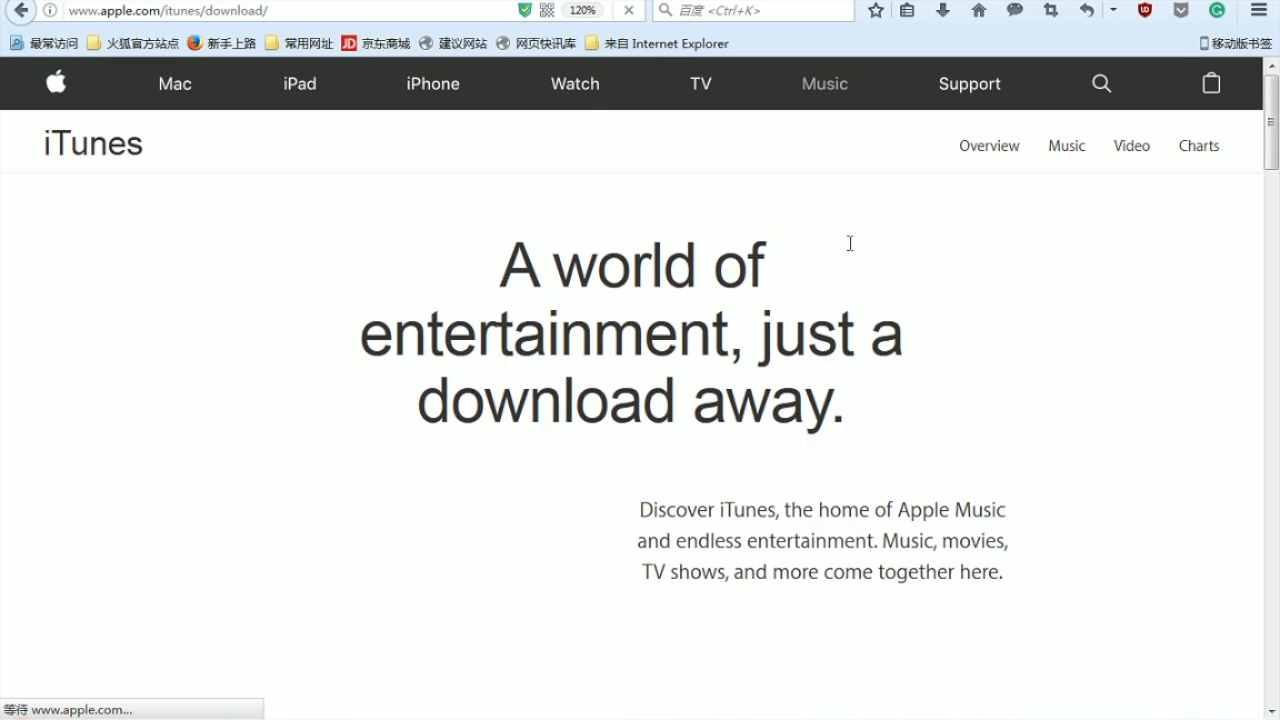 www.apple.com/itunes/download/ 120% 百度 <Ctrl+K>
最常访问 火狐官方站点 新手上路 常用网址 JD 京东商城 建议网站 网页快讯库 来自 Internet Explorer 移动版书签
Mac iPad iPhone Watch TV Music Support
iTunes Overview Music Video Charts
A world of
entertainment, just a
download away.
Discover iTunes, the home of Apple Music
and endless entertainment. Music, movies,
TV shows, and more come together here.
等待 www.apple.com...